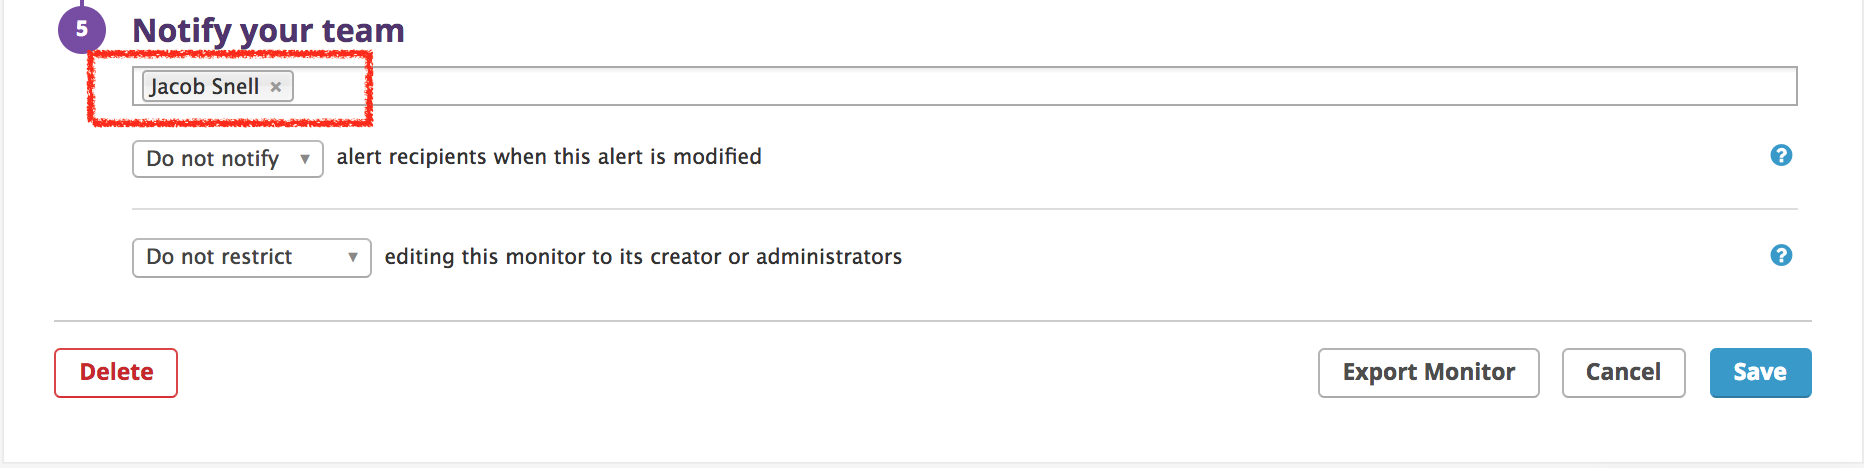 5 Notify your team
Jacob Snell ×
Do not notify ▼ alert recipients when this alert is modified ?
Do not restrict ▼ editing this monitor to its creator or administrators ?
Delete Export Monitor Cancel Save